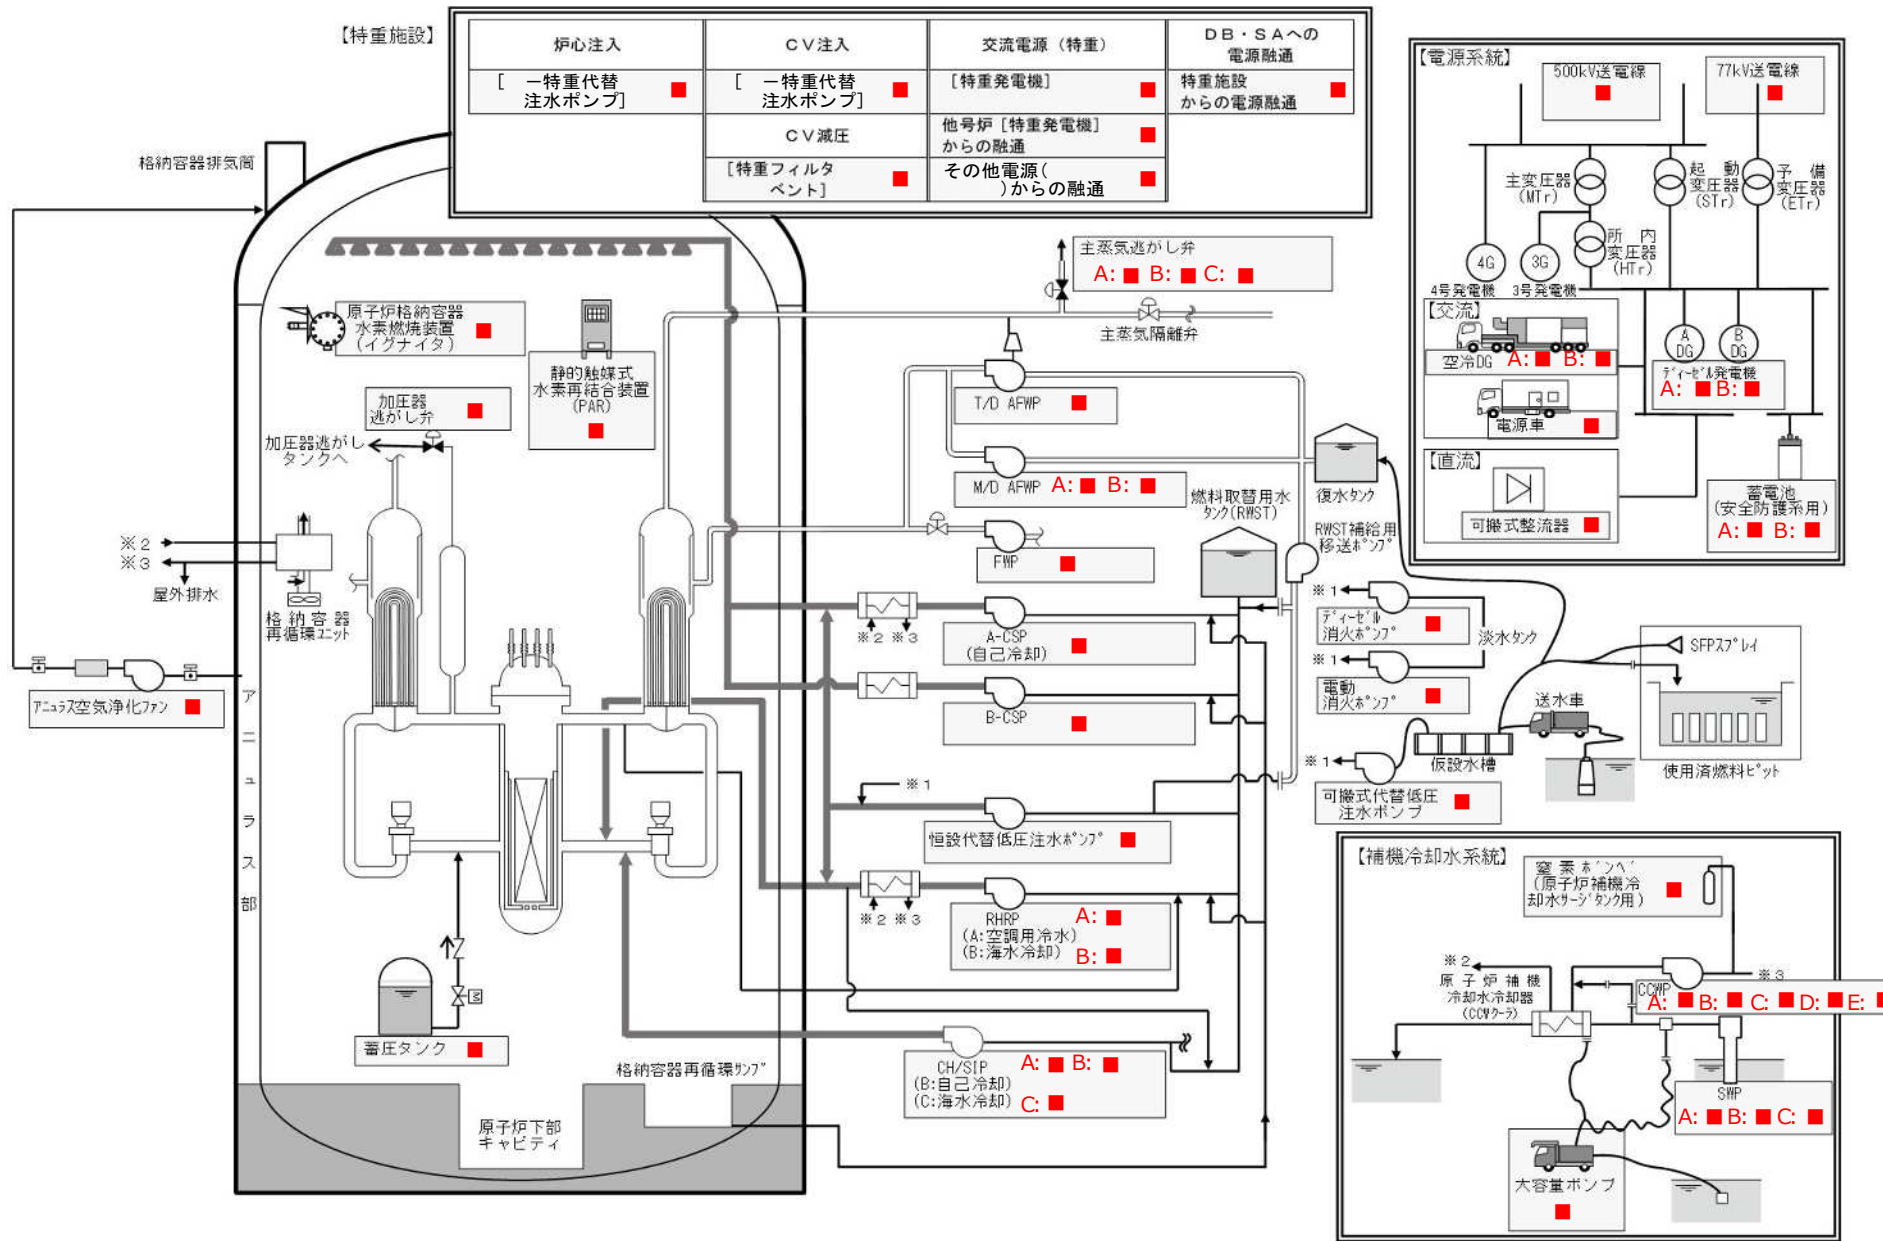 【特重施設】
炉心注入
CV注入
交流電源（特重）
DB・SAへの
電源融通
[　一特重代替
注水ポンプ]
[　一特重代替
注水ポンプ]
[特重発電機]
特重施設
からの電源融通
CV減圧
他号炉［特重発電機］
からの融通
[特重フィルタ
ベント]
その他電源(
)からの融通
格納容器排気筒
原子炉格納容器
水素燃焼装置
(イグナイタ)
静的触媒式
水素再結合装置
(PAR)
加圧器
逃がし弁
加圧器逃がし
タンクへ
※2
※3
屋外排水
格納容器
再循環ユニット
アニュラス空気浄化ファン
アニュラス部
蓄圧タンク
原子炉下部
キャビティ
格納容器再循環サンプ
主蒸気逃がし弁
A: B: C:
主蒸気隔離弁
T/D AFWP
M/D AFWP A: B:
FWP
※2 ※3
A-CSP
(自己冷却)
B-CSP
※1
恒設代替低圧注水ポンプ
※2 ※3
RHRP A:
(A:空調用冷水)
(B:海水冷却) B:
CH/SIP A: B:
(B:自己冷却)
(C:海水冷却) C:
燃料取替用水
タンク(RWST)
復水タンク
RWST補給用
移送ポンプ
※1
ディーゼル
消火ポンプ
淡水タンク
※1
電動
消火ポンプ
※1
可搬式代替低圧
注水ポンプ
仮設水槽
送水車
SFPスプレイ
使用済燃料ピット
【電源系統】
500kV送電線
77kV送電線
主変圧器
(MTr)
起動
変圧器
(STr)
予備
変圧器
(ETr)
所内
変圧器
(HTr)
4G
3G
4号発電機
3号発電機
【交流】
空冷DG A: B:
電源車
A
DG
B
DG
ディーゼル発電機
A: B:
【直流】
可搬式整流器
蓄電池
(安全防護系用)
A: B:
【補機冷却水系統】
窒素ボンベ
(原子炉補機冷
却水サージタンク用)
※2
※3
原子炉補機
冷却水冷却器
(CCWクーラ)
CCWP
A: B: C: D: E:
SWP
A: B: C:
大容量ポンプ
M